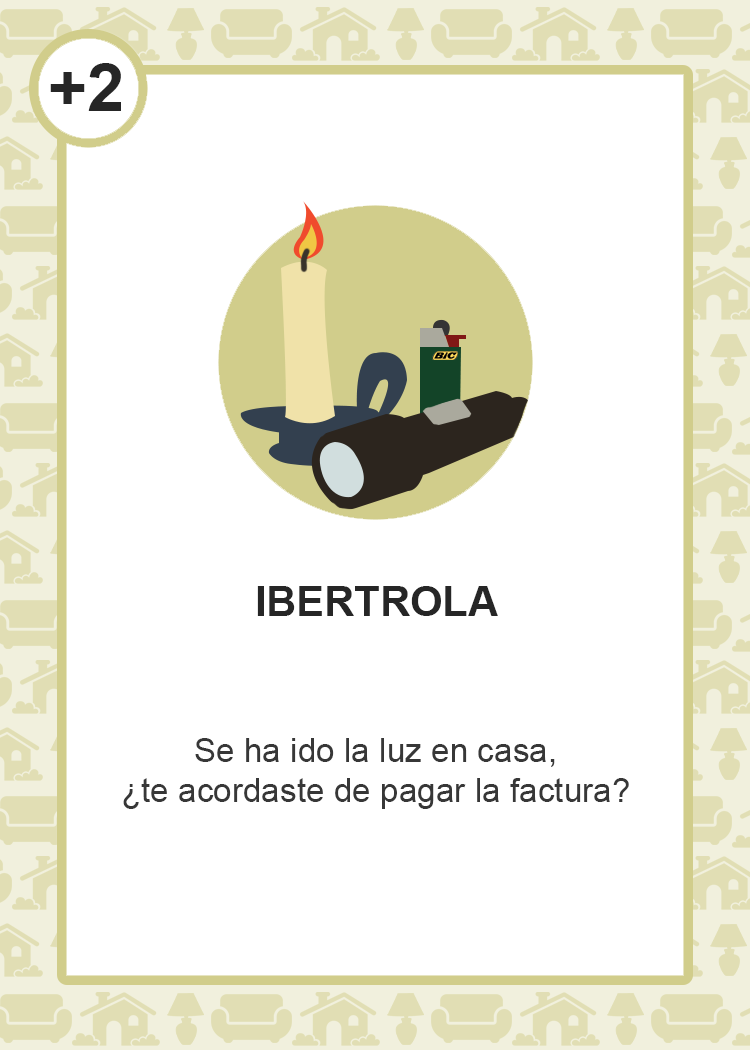 +2
BiC
IBERTROLA
Se ha ido la luz en casa,
¿te acordaste de pagar la factura?